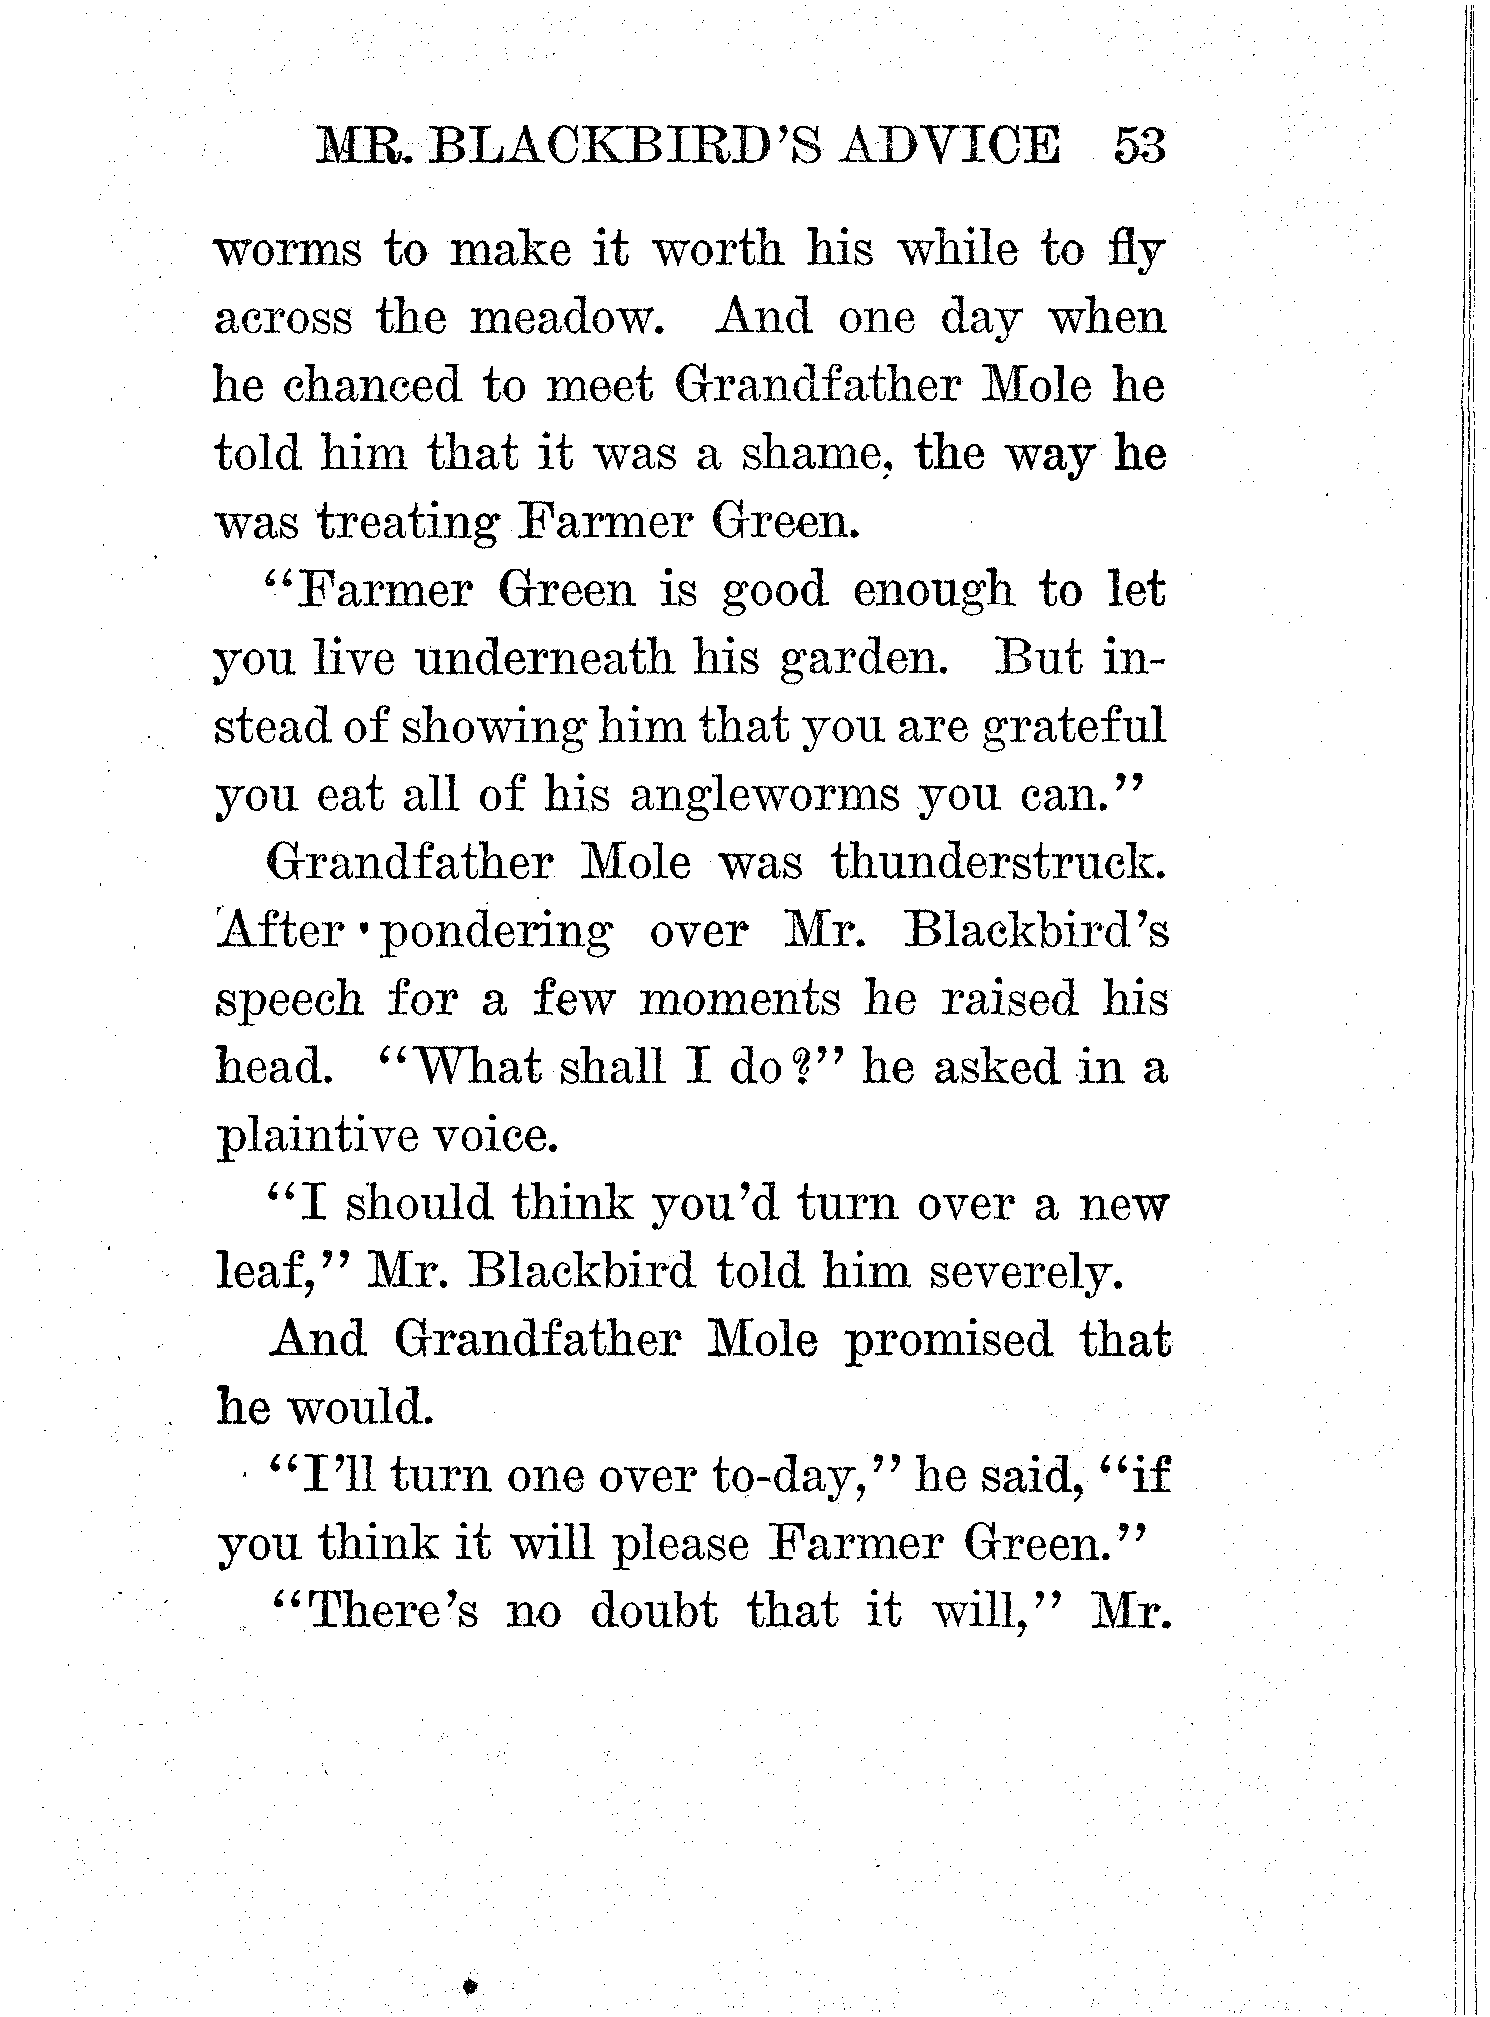 MR. BLACKBIRD'S ADVICE 53
worms to make it worth his while to fly
across the meadow. And one day when
he chanced to meet Grandfather Mole he
told him that it was a shame, the way he
was treating Farmer Green.
"Farmer Green is good enough to let
you live underneath his garden. But in-
stead of showing him that you are grateful
you eat all of his angleworms you can."
Grandfather Mole was thunderstruck.
After pondering over Mr. Blackbird's
speech for a few moments he raised his
head. "What shall I do?" he asked in a
plaintive voice.
"I should think you'd turn over a new
leaf," Mr. Blackbird told him severely.
And Grandfather Mole promised that
he would.
"I'll turn one over to-day," he said, "if
you think it will please Farmer Green."
"There's no doubt that it will," Mr.